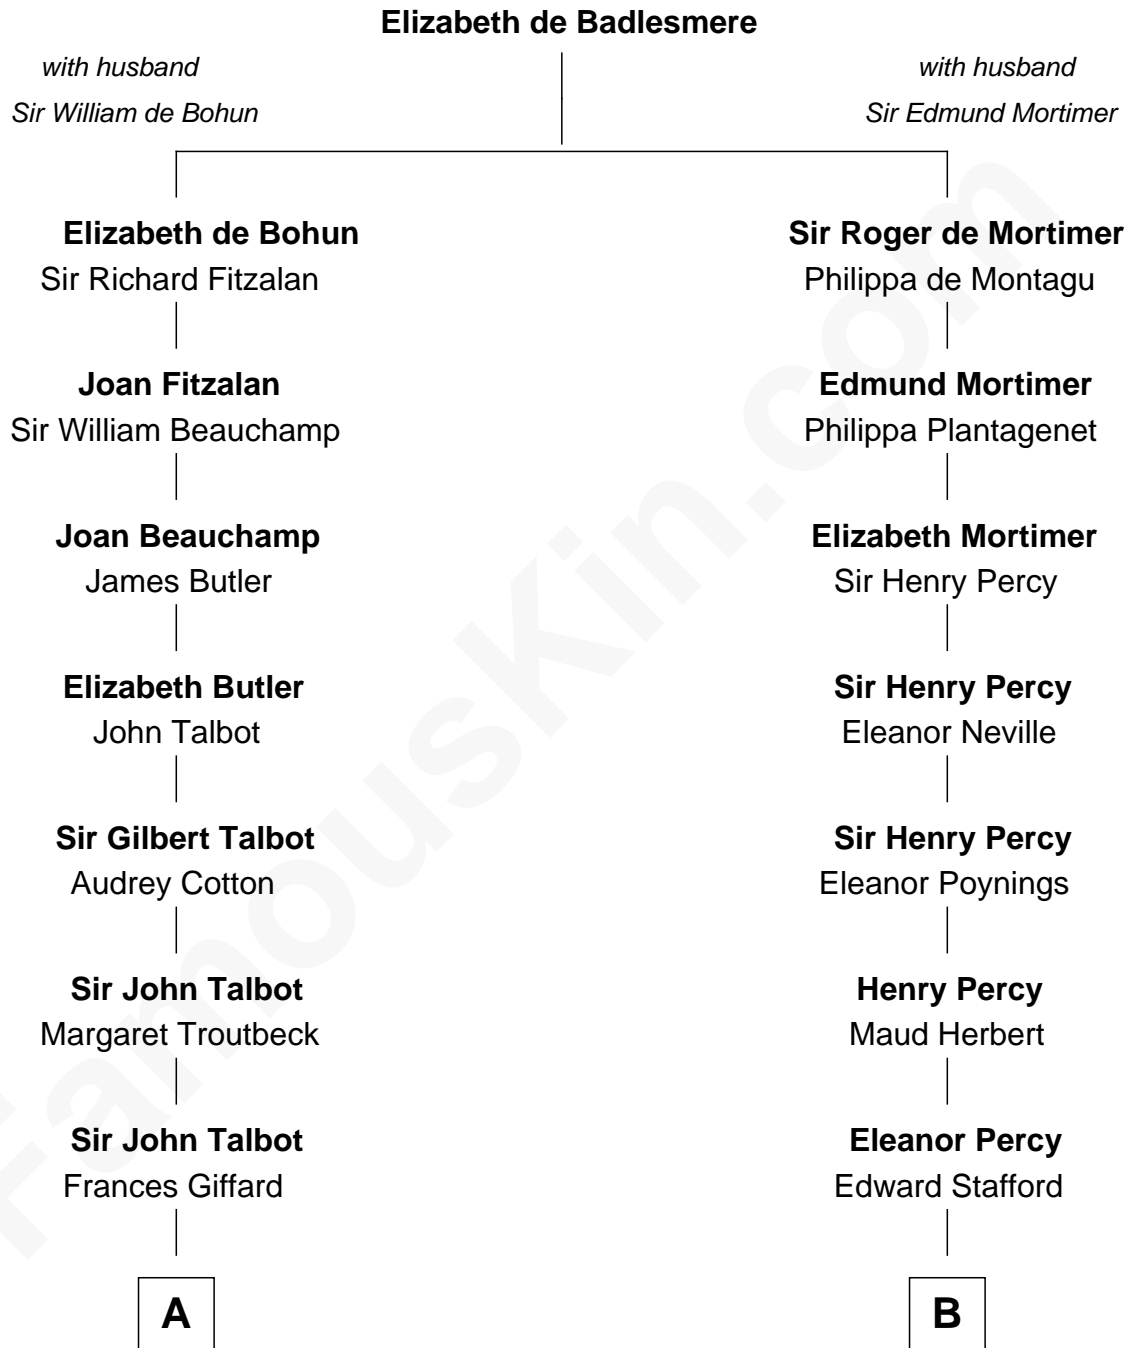 Elizabeth de Badlesmere
with husband
Sir William de Bohun
with husband
Sir Edmund Mortimer
Elizabeth de Bohun
Sir Richard Fitzalan
Sir Roger de Mortimer
Philippa de Montagu
Joan Fitzalan
Sir William Beauchamp
Edmund Mortimer
Philippa Plantagenet
Joan Beauchamp
James Butler
Elizabeth Mortimer
Sir Henry Percy
Elizabeth Butler
John Talbot
Sir Henry Percy
Eleanor Neville
Sir Gilbert Talbot
Audrey Cotton
Sir Henry Percy
Eleanor Poynings
Sir John Talbot
Margaret Troutbeck
Henry Percy
Maud Herbert
Sir John Talbot
Frances Giffard
Eleanor Percy
Edward Stafford
A
B
FamousKin.com